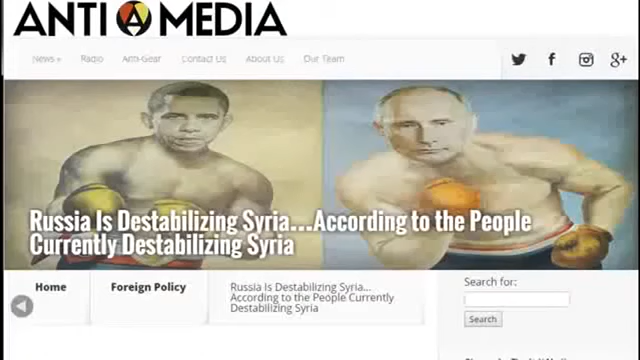 ANTI MEDIA
News Radio Anti-Gear Contact Us About Us Our Team
Russia Is Destabilizing Syria...According to the People
Currently Destabilizing Syria
Home Foreign Policy Russia Is Destabilizing Syria...
According to the People Currently
Destabilizing Syria
Search for:
Search